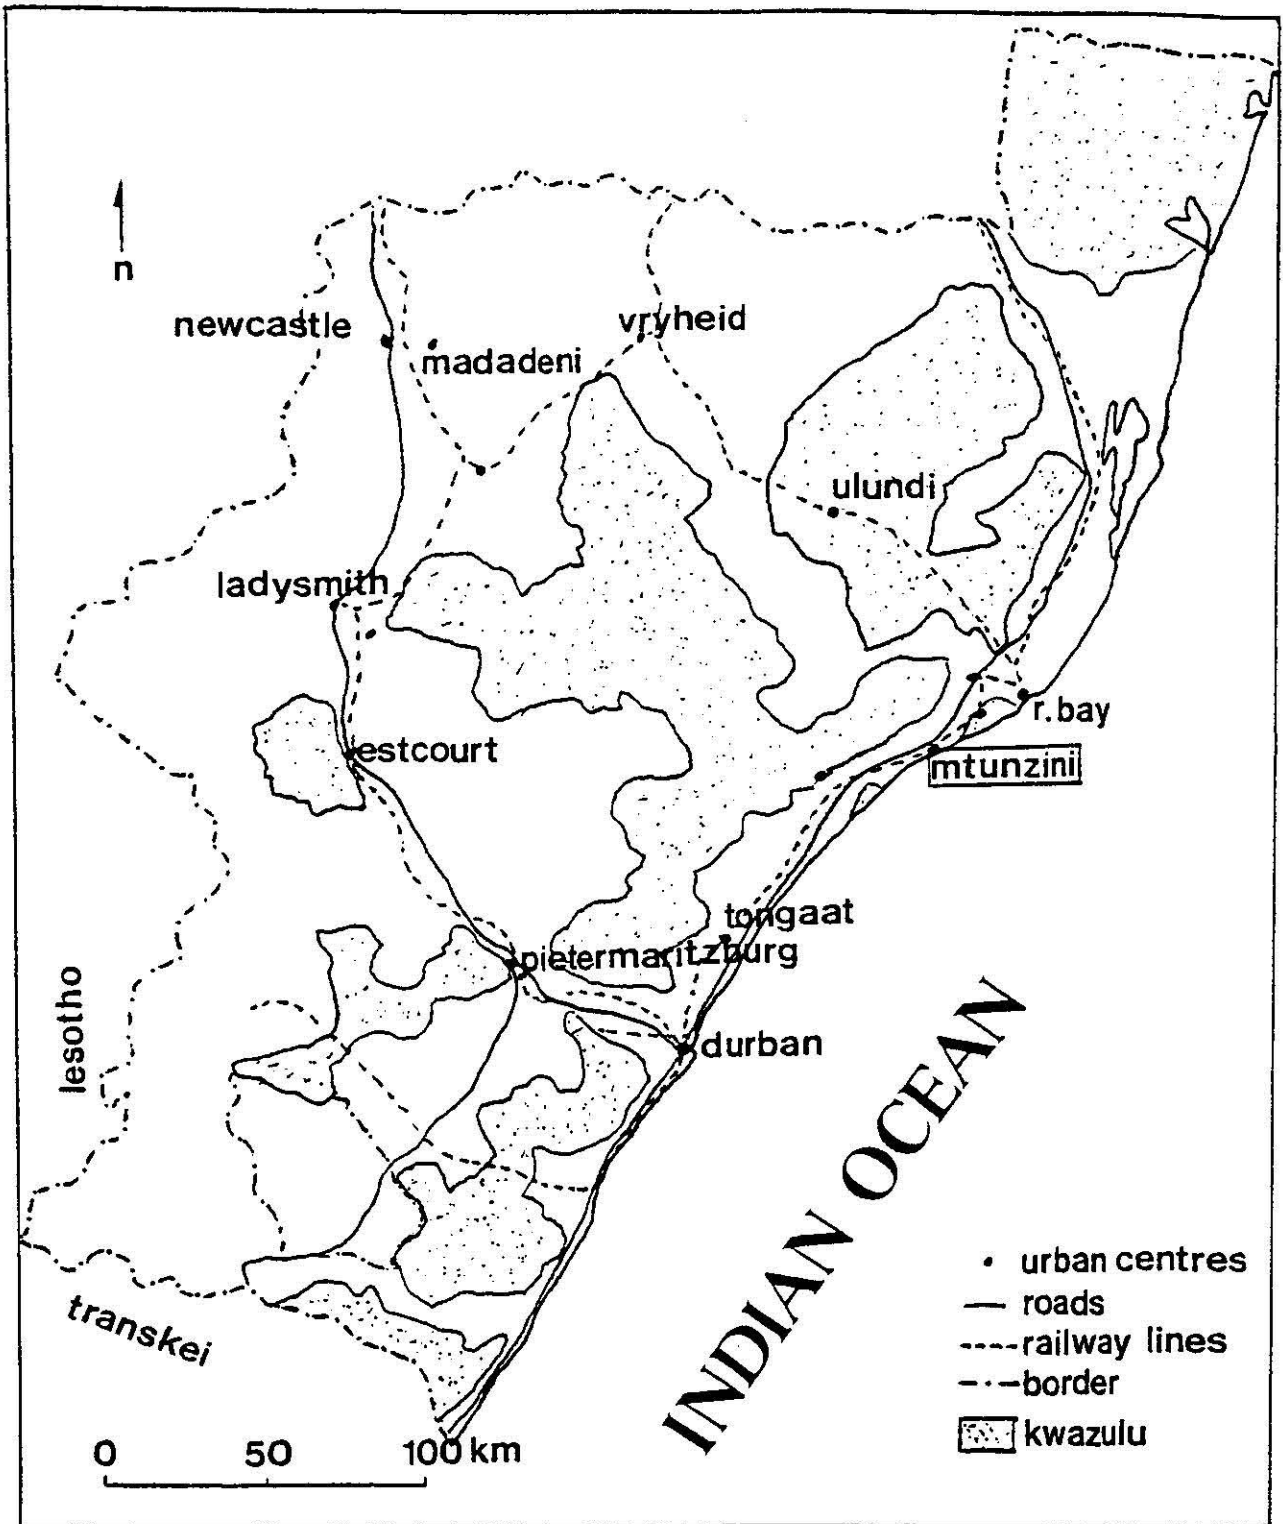 n
newcastle
vryheid
madadeni
ulundi
ladysmith
r.bay
estcourt
mtunzini
tongaat
pietermaritzburg
lesotho
durban
INDIAN OCEAN
transkei
urban centres
roads
railway lines
border
kwazulu
0 50 100 km